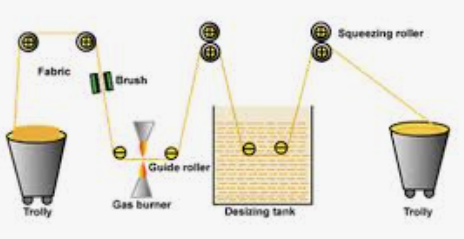 Squeezing roller
Fabric
Brush
Guide roller
Gas burner
Trolly
Desizing tank
Trolly